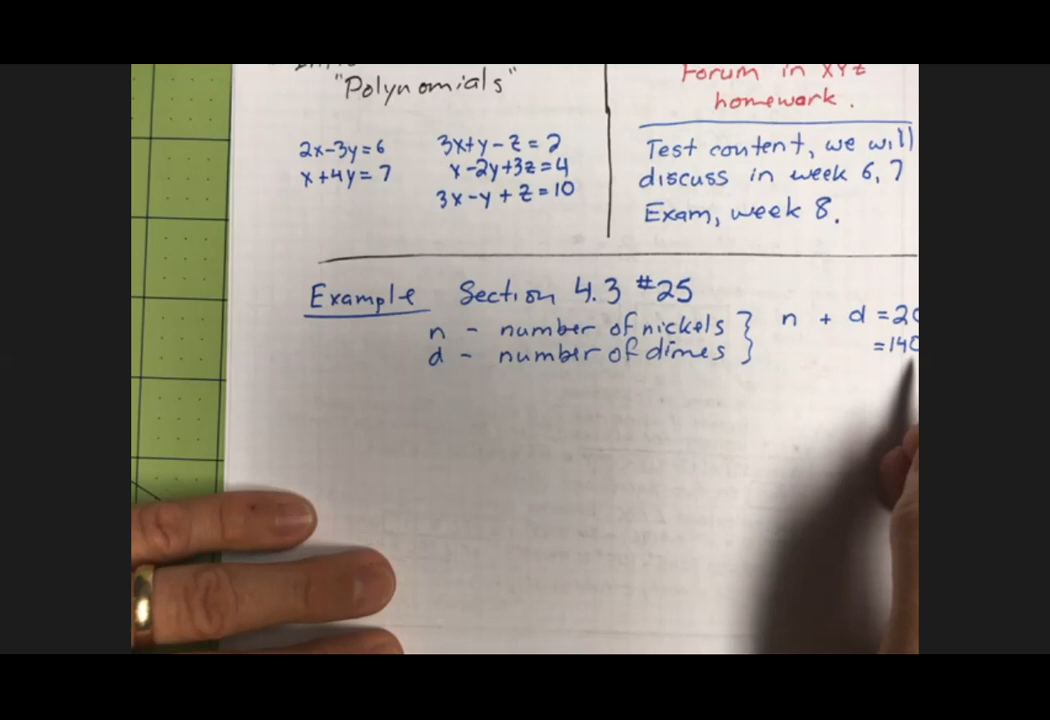 "Polynomials"
2x-3y=6
x+4y=7
3x+y-z=2
x-2y+3z=4
3x-y+z=10
Forum in XYZ
homework.
Test content, we will
discuss in week 6, 7
Exam, week 8.
Example Section 4.3 #25
n - number of nickels } n + d =20
d - number of dimes } =140